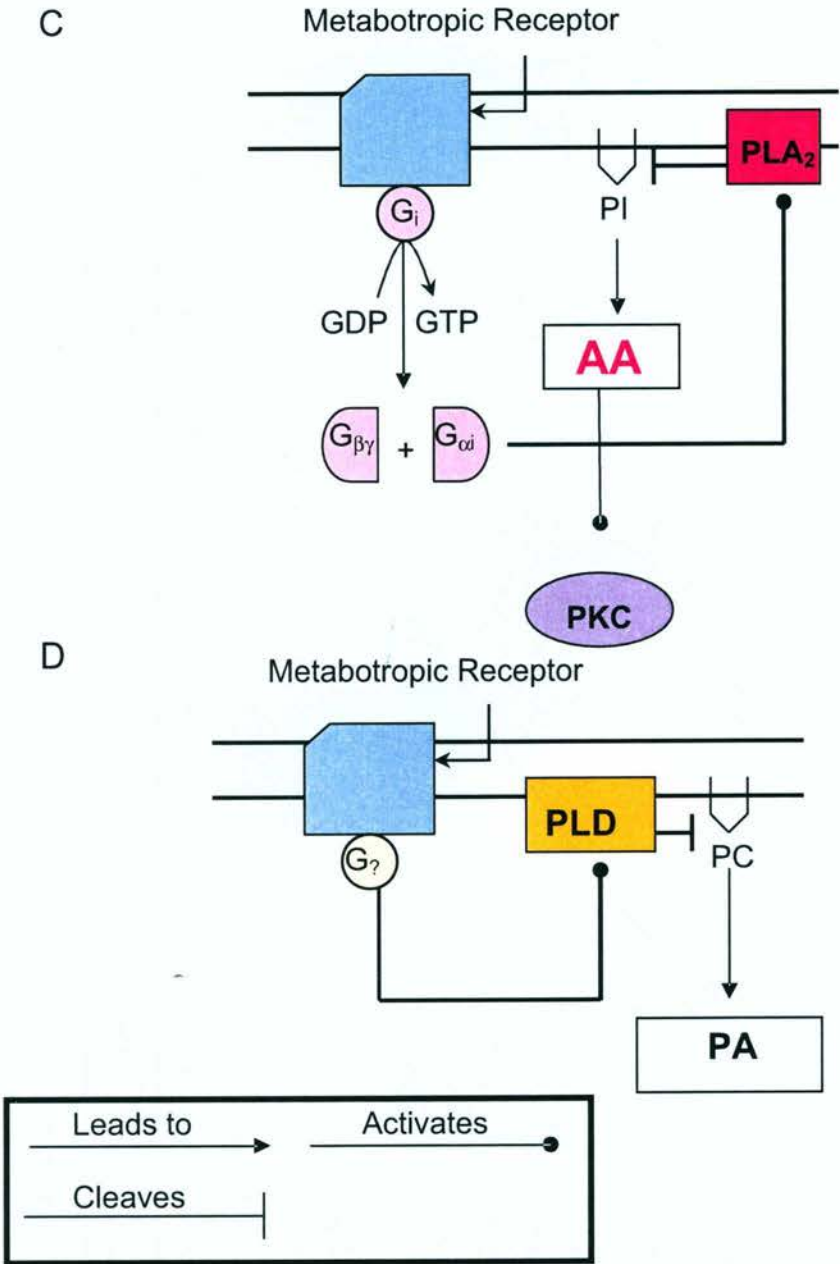 C
Metabotropic Receptor
PLA₂
PI
Gᵢ
GDP GTP
AA
Gβγ + Gαi
PKC
D
Metabotropic Receptor
PLD
PC
G?
PA
Leads to Activates
Cleaves